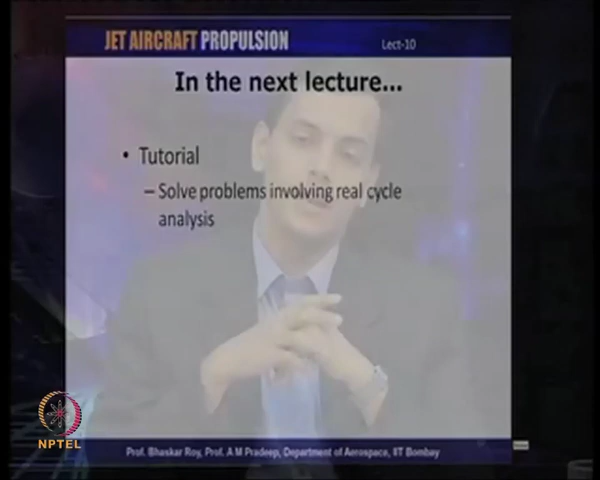 JET AIRCRAFT PROPULSION
Lect-10
In the next lecture...
• Tutorial
– Solve problems involving real cycle
analysis
NPTEL
Prof. Bhaskar Roy, Prof. A M Pradeep, Department of Aerospace, IIT Bombay